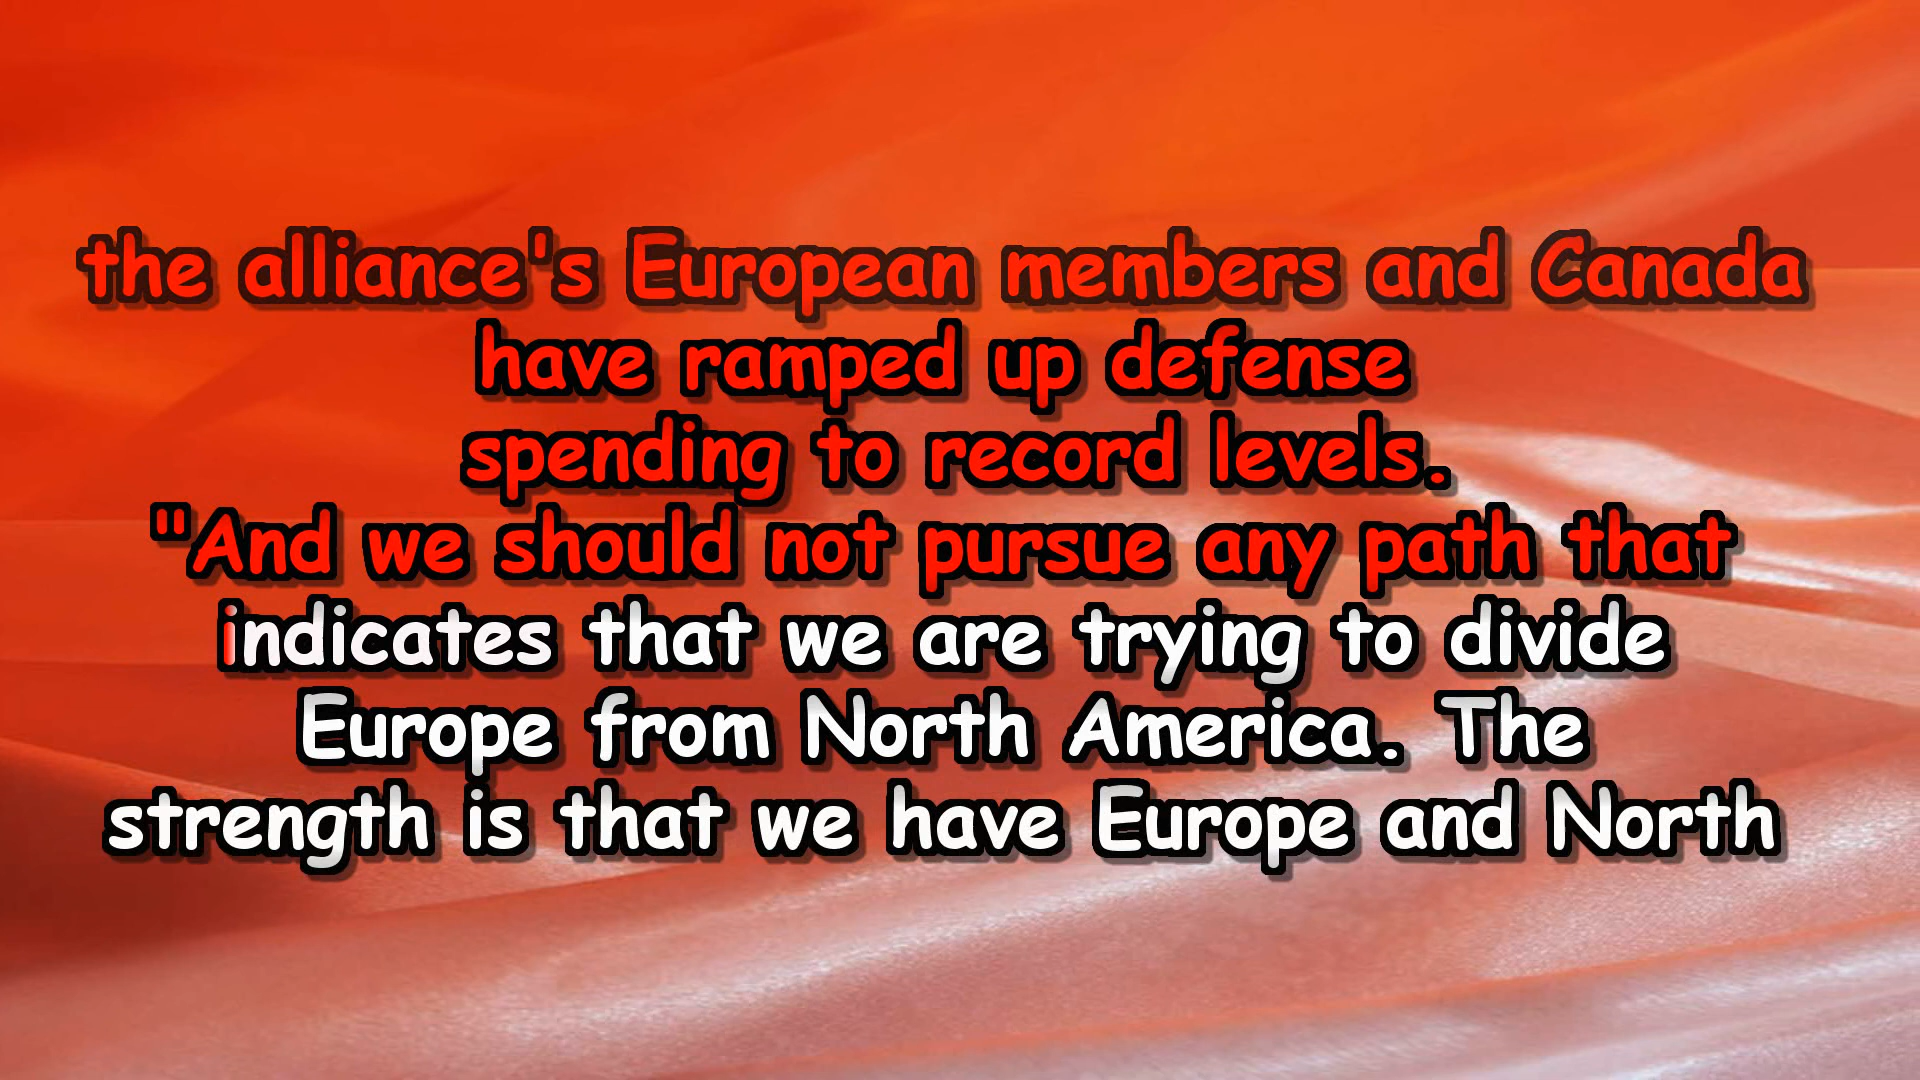 the alliance's European members and Canada
have ramped up defense
spending to record levels.
"And we should not pursue any path that
indicates that we are trying to divide
Europe from North America. The
strength is that we have Europe and North